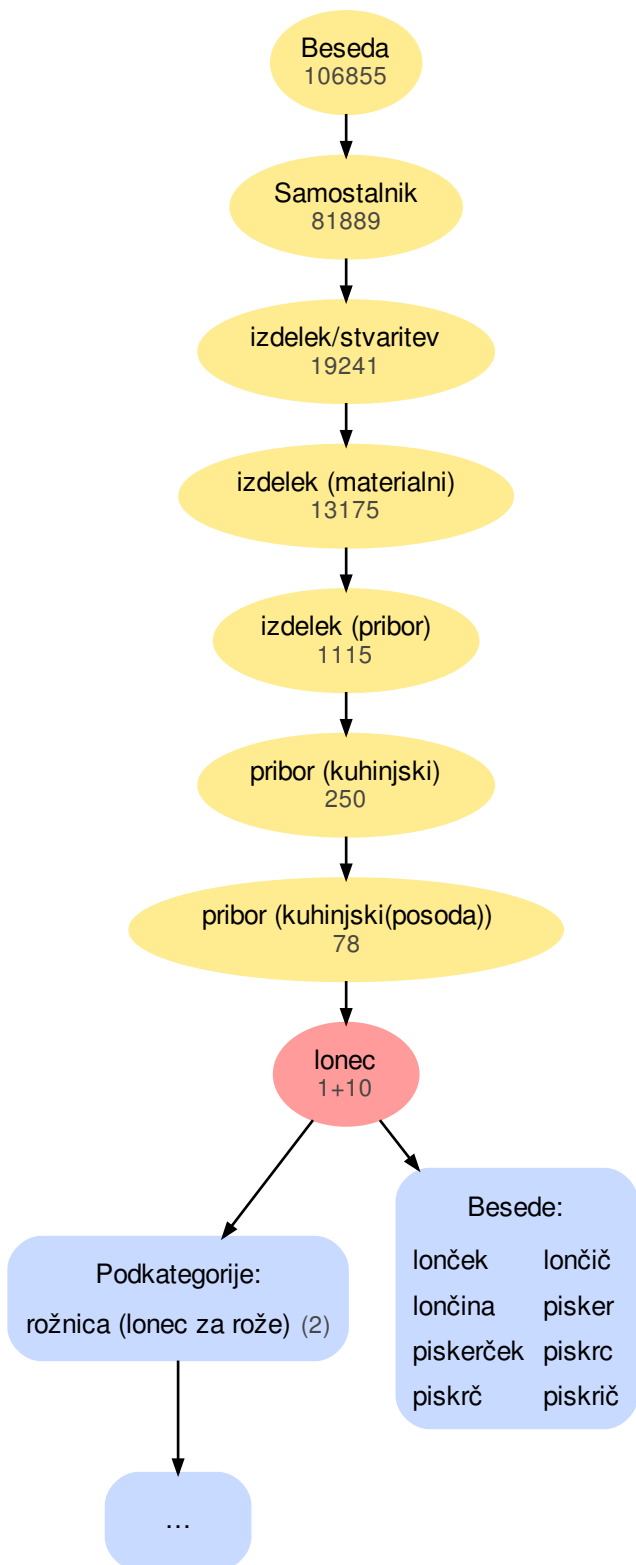 Beseda
106855
Samostalnik
81889
izdelek/stvaritev
19241
izdelek (materialni)
13175
izdelek (pribor)
1115
pribor (kuhinjski)
250
pribor (kuhinjski(posoda))
78
lonec
1+10
Podkategorije:
rožnica (lonec za rože) (2)
...
Besede:
lonček lončič
lončina pisker
piskerček piskrc
piskrč piskrič